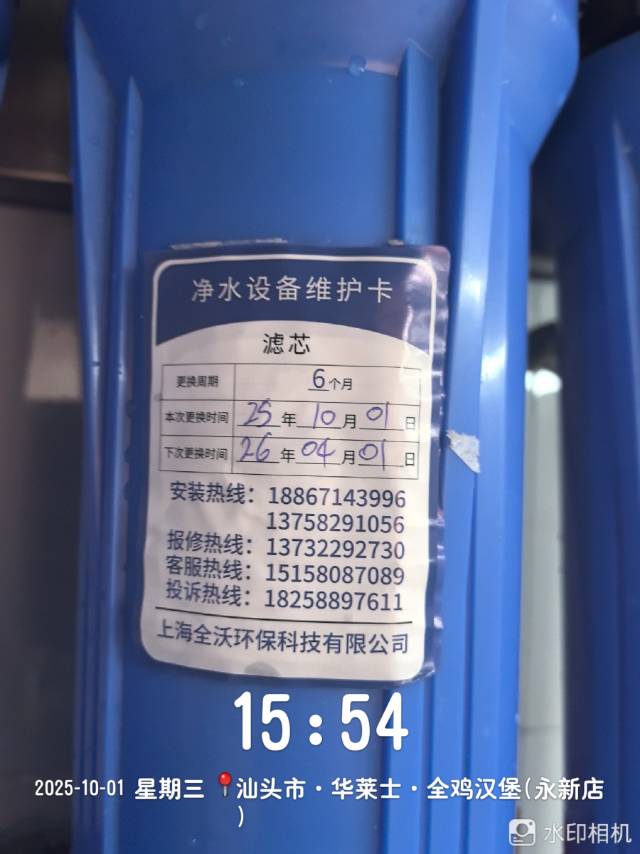 净水设备维护卡
滤芯
更换周期 6个月
本次更换时间 25年10月01日
下次更换时间 26年04月01日
安装热线：18867143996
13758291056
报修热线：13732292730
客服热线：15158087089
投诉热线：18258897611
上海全沃环保科技有限公司
15:54
2025-10-01 星期三 汕头市·华莱士·全鸡汉堡(永新店
)
水印相机